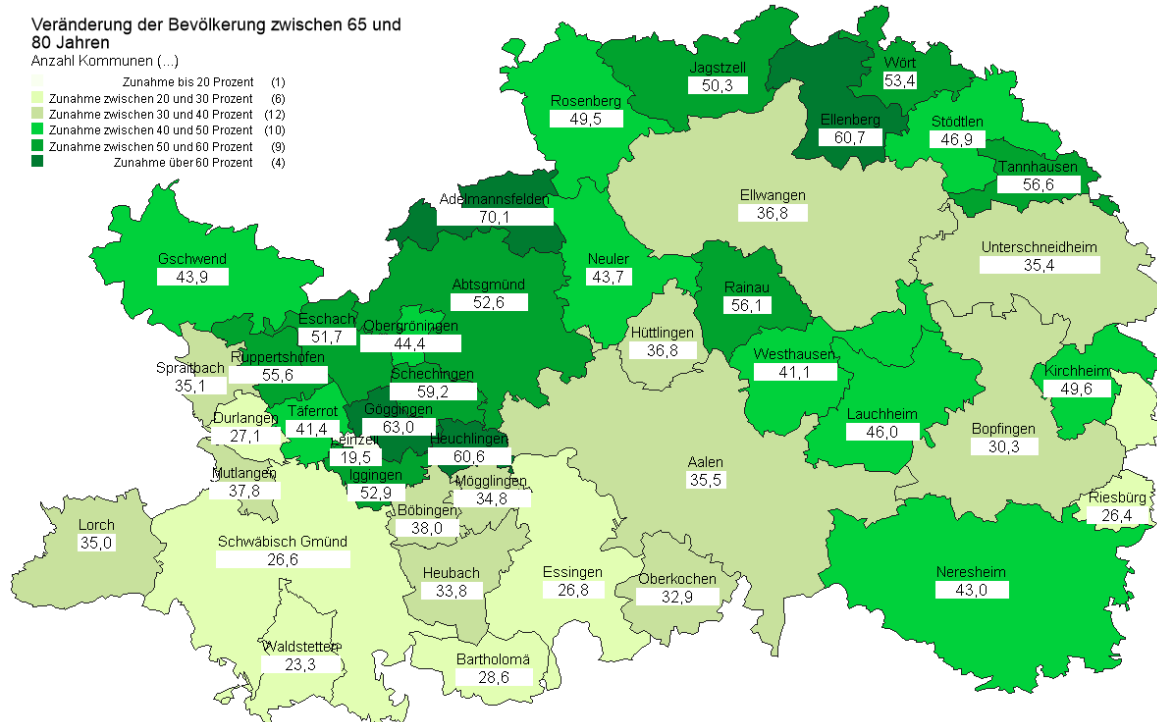 Veränderung der Bevölkerung zwischen 65 und
80 Jahren
Anzahl Kommunen (...)
Zunahme bis 20 Prozent (1)
Zunahme zwischen 20 und 30 Prozent (6)
Zunahme zwischen 30 und 40 Prozent (12)
Zunahme zwischen 40 und 50 Prozent (10)
Zunahme zwischen 50 und 60 Prozent (9)
Zunahme über 60 Prozent (4)
Jagstzell
50,3
Wört
53,4
Rosenberg
49,5
Ellenberg
60,7
Stödtlen
46,9
Tannhausen
56,6
Adelmannsfelden
70,1
Ellwangen
36,8
Unterschneidheim
35,4
Gschwend
43,9
Neuler
43,7
Abtsgmünd
52,6
Rainau
56,1
Eschach
51,7
Obergröningen
44,4
Hüttlingen
36,8
Westhausen
41,1
Kirchheim
49,6
Spraitbach
35,1
Ruppertshofen
55,6
Schechingen
59,2
Durlangen
27,1
Täferrot
41,4
Göggingen
63,0
Lauchheim
46,0
Bopfingen
30,3
Leinzell
19,5
Heuchlingen
60,6
Aalen
35,5
Mutlangen
37,8
Iggingen
52,9
Mögglingen
34,8
Riesbürg
26,4
Böbingen
38,0
Lorch
35,0
Schwäbisch Gmünd
26,6
Heubach
33,8
Essingen
26,8
Oberkochen
32,9
Neresheim
43,0
Waldstetten
23,3
Bartholomä
28,6